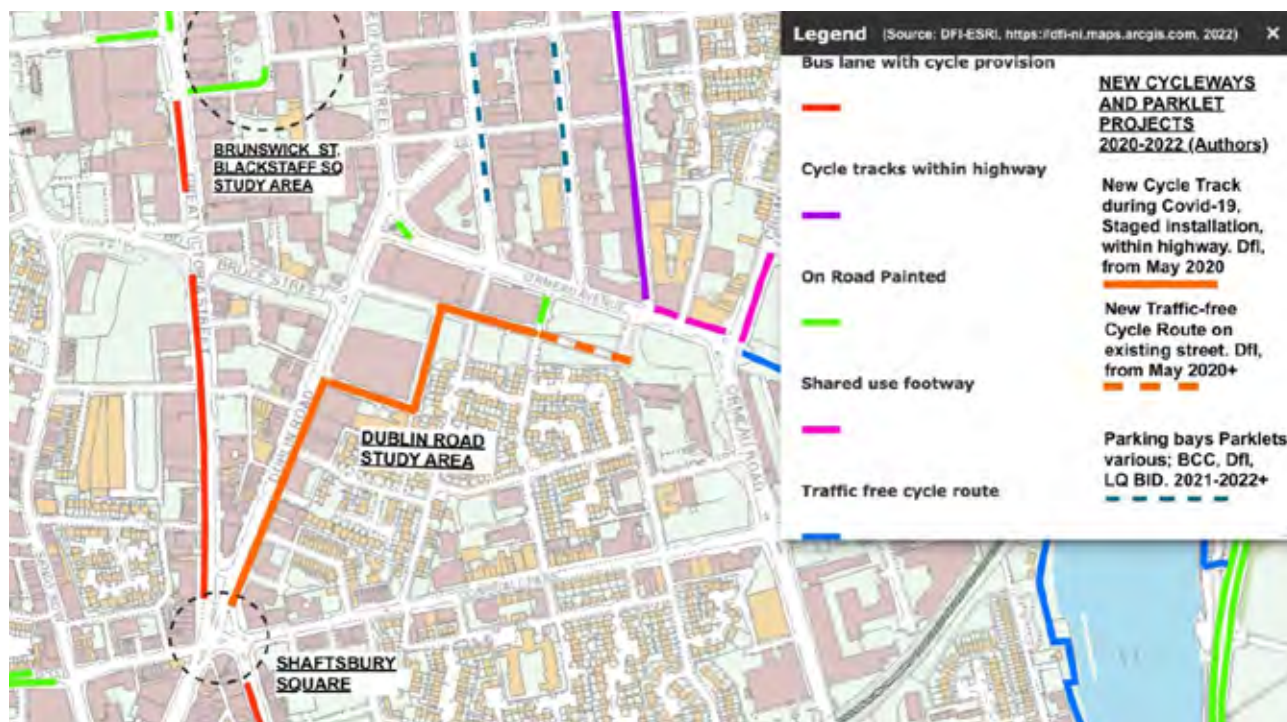 Legend (Source: DFI-ESRI, https://dfi-ni.maps.arcgis.com, 2022) ×
Bus lane with cycle provision
Cycle tracks within highway
On Road Painted
Shared use footway
Traffic free cycle route
NEW CYCLEWAYS
AND PARKLET
PROJECTS
2020-2022 (Authors)
New Cycle Track
during Covid-19,
Staged installation,
within highway. DfI,
from May 2020
New Traffic-free
Cycle Route on
existing street. DfI,
from May 2020+
Parking bays Parklets
various; BCC, DfI,
LQ BID. 2021-2022+
BRUNSWICK ST,
BLACKSTAFF SQ
STUDY AREA
BRUCE STREET
ORMEAU AVENUE
DUBLIN ROAD
DUBLIN ROAD
STUDY AREA
ORMEAU ROAD
SHAFTSBURY
SQUARE